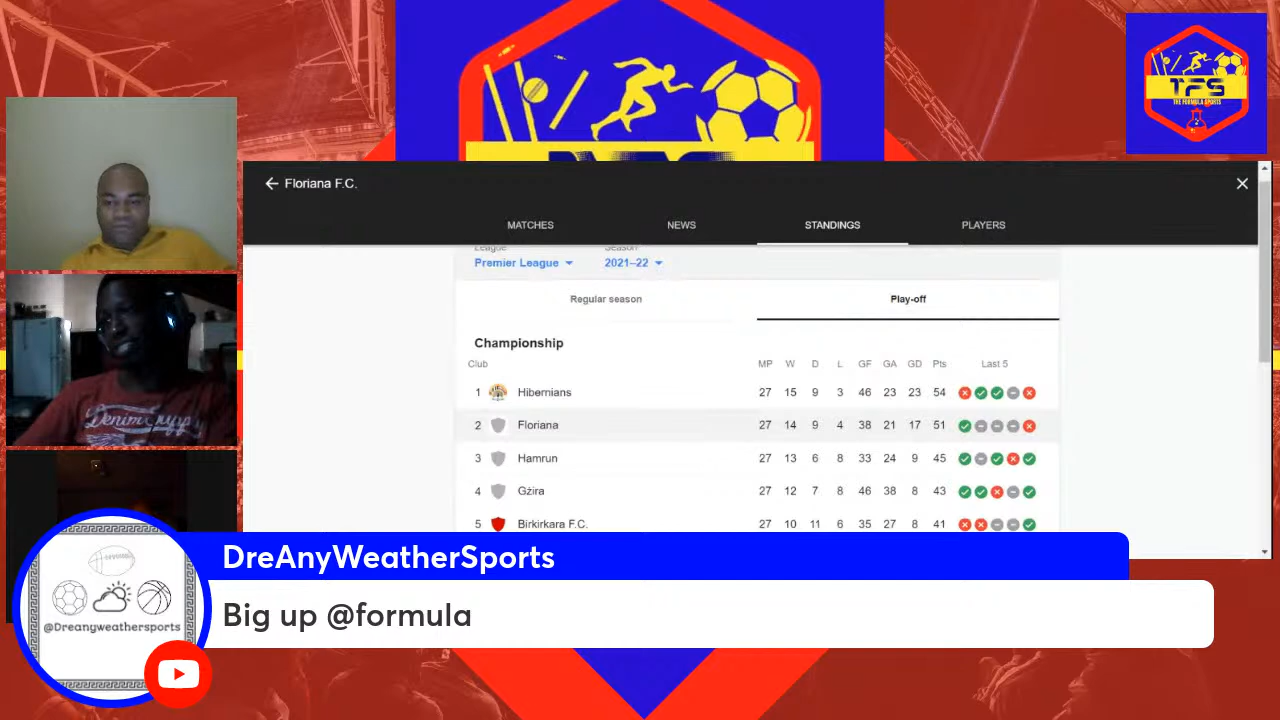 TFS
THE FORMULA SPORTS
Floriana F.C.
MATCHES NEWS STANDINGS PLAYERS
League Season
Premier League 2021–22
Regular season Play-off
Championship
Club MP W D L GF GA GD Pts Last 5
1 Hibernians 27 15 9 3 46 23 23 54
2 Floriana 27 14 9 4 38 21 17 51
3 Hamrun 27 13 6 8 33 24 9 45
4 Gżira 27 12 7 8 46 38 8 43
5 Birkirkara F.C. 27 10 11 6 35 27 8 41
DreAnyWeatherSports
Big up @formula
@Dreanyweathersports